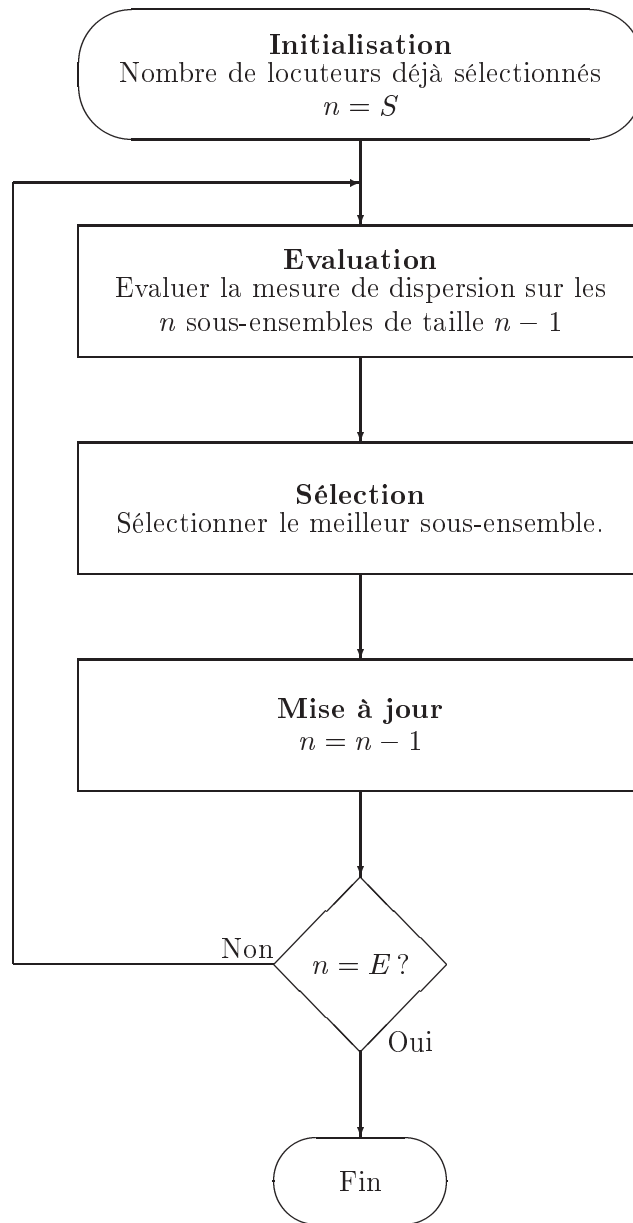 Initialisation
Nombre de locuteurs déjà sélectionnés
n = S
Evaluation
Evaluer la mesure de dispersion sur les
n sous-ensembles de taille n − 1
Sélection
Sélectionner le meilleur sous-ensemble.
Mise à jour
n = n − 1
Non
n = E ?
Oui
Fin